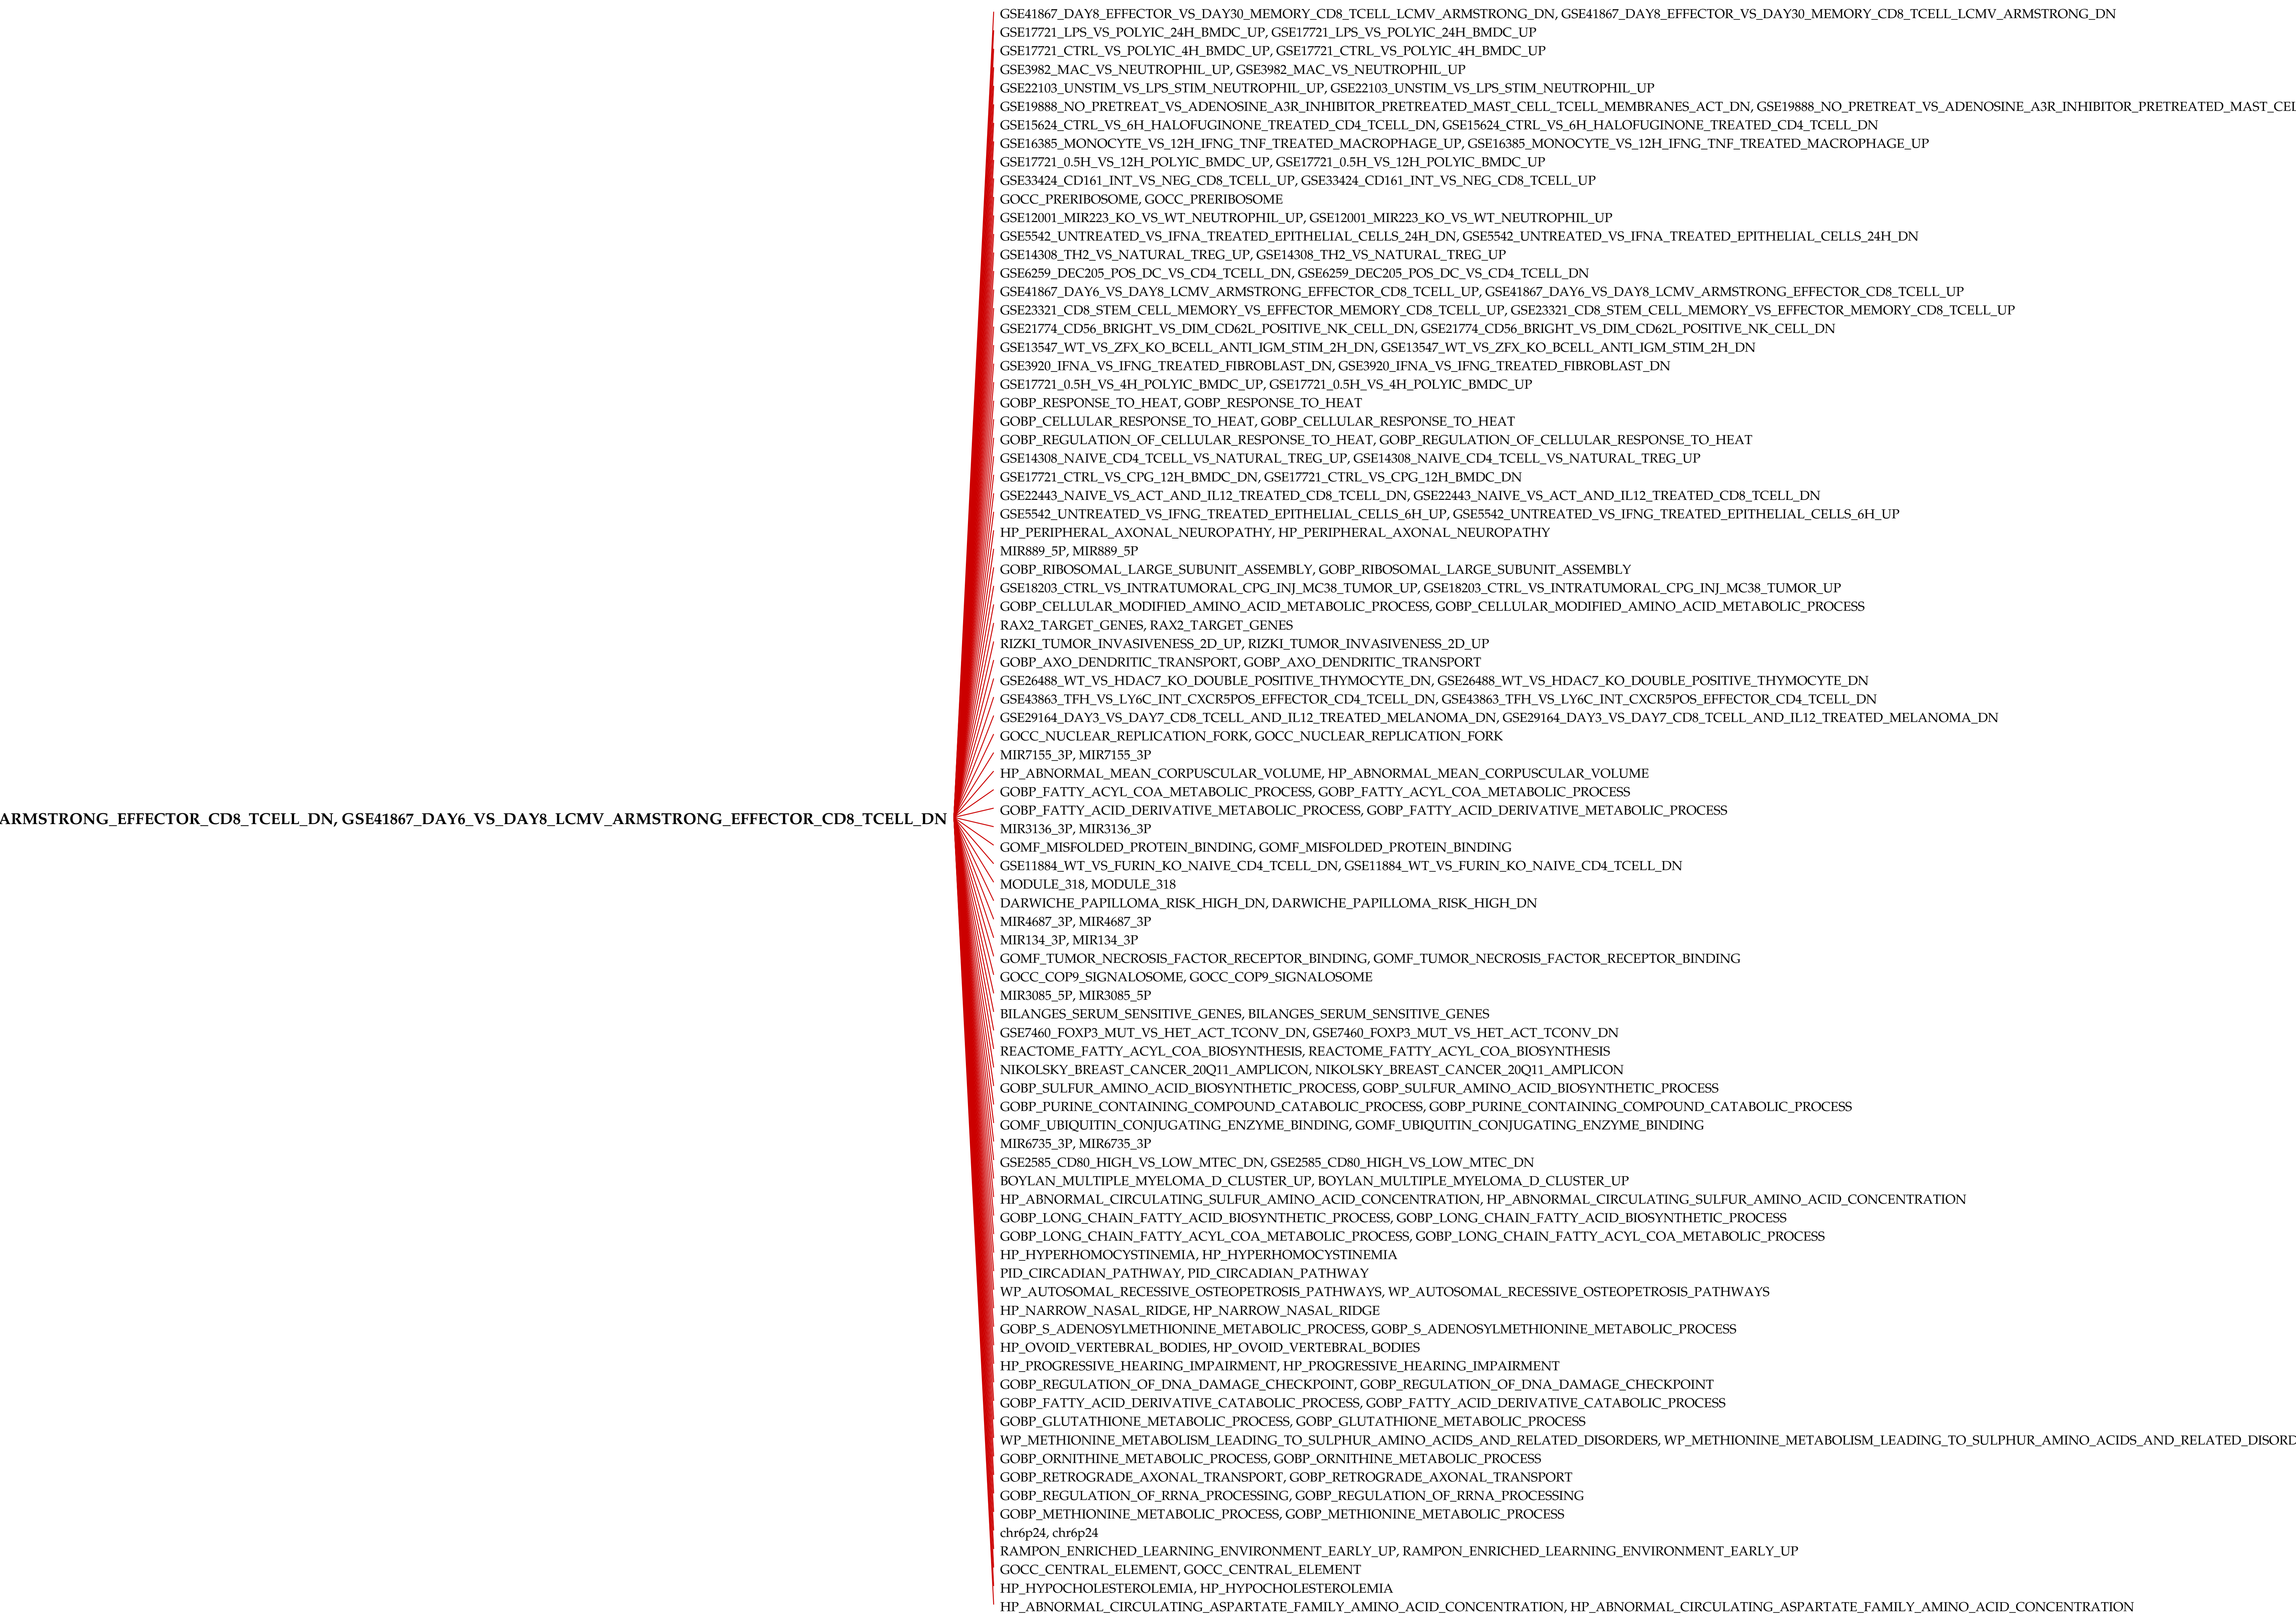 GSE41867_DAY8_EFFECTOR_VS_DAY30_MEMORY_CD8_TCELL_LCMV_ARMSTRONG_DN, GSE41867_DAY8_EFFECTOR_VS_DAY30_MEMORY_CD8_TCELL_LCMV_ARMSTRONG_DN
GSE17721_LPS_VS_POLYIC_24H_BMDC_UP, GSE17721_LPS_VS_POLYIC_24H_BMDC_UP
GSE17721_CTRL_VS_POLYIC_4H_BMDC_UP, GSE17721_CTRL_VS_POLYIC_4H_BMDC_UP
GSE3982_MAC_VS_NEUTROPHIL_UP, GSE3982_MAC_VS_NEUTROPHIL_UP
GSE22103_UNSTIM_VS_LPS_STIM_NEUTROPHIL_UP, GSE22103_UNSTIM_VS_LPS_STIM_NEUTROPHIL_UP
GSE19888_NO_PRETREAT_VS_ADENOSINE_A3R_INHIBITOR_PRETREATED_MAST_CELL_TCELL_MEMBRANES_ACT_DN, GSE19888_NO_PRETREAT_VS_ADENOSINE_A3R_INHIBITOR_PRETREATED_MAST_CEL
GSE15624_CTRL_VS_6H_HALOFUGINONE_TREATED_CD4_TCELL_DN, GSE15624_CTRL_VS_6H_HALOFUGINONE_TREATED_CD4_TCELL_DN
GSE16385_MONOCYTE_VS_12H_IFNG_TNF_TREATED_MACROPHAGE_UP, GSE16385_MONOCYTE_VS_12H_IFNG_TNF_TREATED_MACROPHAGE_UP
GSE17721_0.5H_VS_12H_POLYIC_BMDC_UP, GSE17721_0.5H_VS_12H_POLYIC_BMDC_UP
GSE33424_CD161_INT_VS_NEG_CD8_TCELL_UP, GSE33424_CD161_INT_VS_NEG_CD8_TCELL_UP
GOCC_PRERIBOSOME, GOCC_PRERIBOSOME
GSE12001_MIR223_KO_VS_WT_NEUTROPHIL_UP, GSE12001_MIR223_KO_VS_WT_NEUTROPHIL_UP
GSE5542_UNTREATED_VS_IFNA_TREATED_EPITHELIAL_CELLS_24H_DN, GSE5542_UNTREATED_VS_IFNA_TREATED_EPITHELIAL_CELLS_24H_DN
GSE14308_TH2_VS_NATURAL_TREG_UP, GSE14308_TH2_VS_NATURAL_TREG_UP
GSE6259_DEC205_POS_DC_VS_CD4_TCELL_DN, GSE6259_DEC205_POS_DC_VS_CD4_TCELL_DN
GSE41867_DAY6_VS_DAY8_LCMV_ARMSTRONG_EFFECTOR_CD8_TCELL_UP, GSE41867_DAY6_VS_DAY8_LCMV_ARMSTRONG_EFFECTOR_CD8_TCELL_UP
GSE23321_CD8_STEM_CELL_MEMORY_VS_EFFECTOR_MEMORY_CD8_TCELL_UP, GSE23321_CD8_STEM_CELL_MEMORY_VS_EFFECTOR_MEMORY_CD8_TCELL_UP
GSE21774_CD56_BRIGHT_VS_DIM_CD62L_POSITIVE_NK_CELL_DN, GSE21774_CD56_BRIGHT_VS_DIM_CD62L_POSITIVE_NK_CELL_DN
GSE13547_WT_VS_ZFX_KO_BCELL_ANTI_IGM_STIM_2H_DN, GSE13547_WT_VS_ZFX_KO_BCELL_ANTI_IGM_STIM_2H_DN
GSE3920_IFNA_VS_IFNG_TREATED_FIBROBLAST_DN, GSE3920_IFNA_VS_IFNG_TREATED_FIBROBLAST_DN
GSE17721_0.5H_VS_4H_POLYIC_BMDC_UP, GSE17721_0.5H_VS_4H_POLYIC_BMDC_UP
GOBP_RESPONSE_TO_HEAT, GOBP_RESPONSE_TO_HEAT
GOBP_CELLULAR_RESPONSE_TO_HEAT, GOBP_CELLULAR_RESPONSE_TO_HEAT
GOBP_REGULATION_OF_CELLULAR_RESPONSE_TO_HEAT, GOBP_REGULATION_OF_CELLULAR_RESPONSE_TO_HEAT
GSE14308_NAIVE_CD4_TCELL_VS_NATURAL_TREG_UP, GSE14308_NAIVE_CD4_TCELL_VS_NATURAL_TREG_UP
GSE17721_CTRL_VS_CPG_12H_BMDC_DN, GSE17721_CTRL_VS_CPG_12H_BMDC_DN
GSE22443_NAIVE_VS_ACT_AND_IL12_TREATED_CD8_TCELL_DN, GSE22443_NAIVE_VS_ACT_AND_IL12_TREATED_CD8_TCELL_DN
GSE5542_UNTREATED_VS_IFNG_TREATED_EPITHELIAL_CELLS_6H_UP, GSE5542_UNTREATED_VS_IFNG_TREATED_EPITHELIAL_CELLS_6H_UP
HP_PERIPHERAL_AXONAL_NEUROPATHY, HP_PERIPHERAL_AXONAL_NEUROPATHY
MIR889_5P, MIR889_5P
GOBP_RIBOSOMAL_LARGE_SUBUNIT_ASSEMBLY, GOBP_RIBOSOMAL_LARGE_SUBUNIT_ASSEMBLY
GSE18203_CTRL_VS_INTRATUMORAL_CPG_INJ_MC38_TUMOR_UP, GSE18203_CTRL_VS_INTRATUMORAL_CPG_INJ_MC38_TUMOR_UP
GOBP_CELLULAR_MODIFIED_AMINO_ACID_METABOLIC_PROCESS, GOBP_CELLULAR_MODIFIED_AMINO_ACID_METABOLIC_PROCESS
RAX2_TARGET_GENES, RAX2_TARGET_GENES
RIZKI_TUMOR_INVASIVENESS_2D_UP, RIZKI_TUMOR_INVASIVENESS_2D_UP
GOBP_AXO_DENDRITIC_TRANSPORT, GOBP_AXO_DENDRITIC_TRANSPORT
GSE26488_WT_VS_HDAC7_KO_DOUBLE_POSITIVE_THYMOCYTE_DN, GSE26488_WT_VS_HDAC7_KO_DOUBLE_POSITIVE_THYMOCYTE_DN
GSE43863_TFH_VS_LY6C_INT_CXCR5POS_EFFECTOR_CD4_TCELL_DN, GSE43863_TFH_VS_LY6C_INT_CXCR5POS_EFFECTOR_CD4_TCELL_DN
GSE29164_DAY3_VS_DAY7_CD8_TCELL_AND_IL12_TREATED_MELANOMA_DN, GSE29164_DAY3_VS_DAY7_CD8_TCELL_AND_IL12_TREATED_MELANOMA_DN
GOCC_NUCLEAR_REPLICATION_FORK, GOCC_NUCLEAR_REPLICATION_FORK
MIR7155_3P, MIR7155_3P
HP_ABNORMAL_MEAN_CORPUSCULAR_VOLUME, HP_ABNORMAL_MEAN_CORPUSCULAR_VOLUME
GOBP_FATTY_ACYL_COA_METABOLIC_PROCESS, GOBP_FATTY_ACYL_COA_METABOLIC_PROCESS
GOBP_FATTY_ACID_DERIVATIVE_METABOLIC_PROCESS, GOBP_FATTY_ACID_DERIVATIVE_METABOLIC_PROCESS
ARMSTRONG_EFFECTOR_CD8_TCELL_DN, GSE41867_DAY6_VS_DAY8_LCMV_ARMSTRONG_EFFECTOR_CD8_TCELL_DN
MIR3136_3P, MIR3136_3P
GOMF_MISFOLDED_PROTEIN_BINDING, GOMF_MISFOLDED_PROTEIN_BINDING
GSE11884_WT_VS_FURIN_KO_NAIVE_CD4_TCELL_DN, GSE11884_WT_VS_FURIN_KO_NAIVE_CD4_TCELL_DN
MODULE_318, MODULE_318
DARWICHE_PAPILLOMA_RISK_HIGH_DN, DARWICHE_PAPILLOMA_RISK_HIGH_DN
MIR4687_3P, MIR4687_3P
MIR134_3P, MIR134_3P
GOMF_TUMOR_NECROSIS_FACTOR_RECEPTOR_BINDING, GOMF_TUMOR_NECROSIS_FACTOR_RECEPTOR_BINDING
GOCC_COP9_SIGNALOSOME, GOCC_COP9_SIGNALOSOME
MIR3085_5P, MIR3085_5P
BILANGES_SERUM_SENSITIVE_GENES, BILANGES_SERUM_SENSITIVE_GENES
GSE7460_FOXP3_MUT_VS_HET_ACT_TCONV_DN, GSE7460_FOXP3_MUT_VS_HET_ACT_TCONV_DN
REACTOME_FATTY_ACYL_COA_BIOSYNTHESIS, REACTOME_FATTY_ACYL_COA_BIOSYNTHESIS
NIKOLSKY_BREAST_CANCER_20Q11_AMPLICON, NIKOLSKY_BREAST_CANCER_20Q11_AMPLICON
GOBP_SULFUR_AMINO_ACID_BIOSYNTHETIC_PROCESS, GOBP_SULFUR_AMINO_ACID_BIOSYNTHETIC_PROCESS
GOBP_PURINE_CONTAINING_COMPOUND_CATABOLIC_PROCESS, GOBP_PURINE_CONTAINING_COMPOUND_CATABOLIC_PROCESS
GOMF_UBIQUITIN_CONJUGATING_ENZYME_BINDING, GOMF_UBIQUITIN_CONJUGATING_ENZYME_BINDING
MIR6735_3P, MIR6735_3P
GSE2585_CD80_HIGH_VS_LOW_MTEC_DN, GSE2585_CD80_HIGH_VS_LOW_MTEC_DN
BOYLAN_MULTIPLE_MYELOMA_D_CLUSTER_UP, BOYLAN_MULTIPLE_MYELOMA_D_CLUSTER_UP
HP_ABNORMAL_CIRCULATING_SULFUR_AMINO_ACID_CONCENTRATION, HP_ABNORMAL_CIRCULATING_SULFUR_AMINO_ACID_CONCENTRATION
GOBP_LONG_CHAIN_FATTY_ACID_BIOSYNTHETIC_PROCESS, GOBP_LONG_CHAIN_FATTY_ACID_BIOSYNTHETIC_PROCESS
GOBP_LONG_CHAIN_FATTY_ACYL_COA_METABOLIC_PROCESS, GOBP_LONG_CHAIN_FATTY_ACYL_COA_METABOLIC_PROCESS
HP_HYPERHOMOCYSTINEMIA, HP_HYPERHOMOCYSTINEMIA
PID_CIRCADIAN_PATHWAY, PID_CIRCADIAN_PATHWAY
WP_AUTOSOMAL_RECESSIVE_OSTEOPETROSIS_PATHWAYS, WP_AUTOSOMAL_RECESSIVE_OSTEOPETROSIS_PATHWAYS
HP_NARROW_NASAL_RIDGE, HP_NARROW_NASAL_RIDGE
GOBP_S_ADENOSYLMETHIONINE_METABOLIC_PROCESS, GOBP_S_ADENOSYLMETHIONINE_METABOLIC_PROCESS
HP_OVOID_VERTEBRAL_BODIES, HP_OVOID_VERTEBRAL_BODIES
HP_PROGRESSIVE_HEARING_IMPAIRMENT, HP_PROGRESSIVE_HEARING_IMPAIRMENT
GOBP_REGULATION_OF_DNA_DAMAGE_CHECKPOINT, GOBP_REGULATION_OF_DNA_DAMAGE_CHECKPOINT
GOBP_FATTY_ACID_DERIVATIVE_CATABOLIC_PROCESS, GOBP_FATTY_ACID_DERIVATIVE_CATABOLIC_PROCESS
GOBP_GLUTATHIONE_METABOLIC_PROCESS, GOBP_GLUTATHIONE_METABOLIC_PROCESS
WP_METHIONINE_METABOLISM_LEADING_TO_SULPHUR_AMINO_ACIDS_AND_RELATED_DISORDERS, WP_METHIONINE_METABOLISM_LEADING_TO_SULPHUR_AMINO_ACIDS_AND_RELATED_DISORD
GOBP_ORNITHINE_METABOLIC_PROCESS, GOBP_ORNITHINE_METABOLIC_PROCESS
GOBP_RETROGRADE_AXONAL_TRANSPORT, GOBP_RETROGRADE_AXONAL_TRANSPORT
GOBP_REGULATION_OF_RRNA_PROCESSING, GOBP_REGULATION_OF_RRNA_PROCESSING
GOBP_METHIONINE_METABOLIC_PROCESS, GOBP_METHIONINE_METABOLIC_PROCESS
chr6p24, chr6p24
RAMPON_ENRICHED_LEARNING_ENVIRONMENT_EARLY_UP, RAMPON_ENRICHED_LEARNING_ENVIRONMENT_EARLY_UP
GOCC_CENTRAL_ELEMENT, GOCC_CENTRAL_ELEMENT
HP_HYPOCHOLESTEROLEMIA, HP_HYPOCHOLESTEROLEMIA
HP_ABNORMAL_CIRCULATING_ASPARTATE_FAMILY_AMINO_ACID_CONCENTRATION, HP_ABNORMAL_CIRCULATING_ASPARTATE_FAMILY_AMINO_ACID_CONCENTRATION